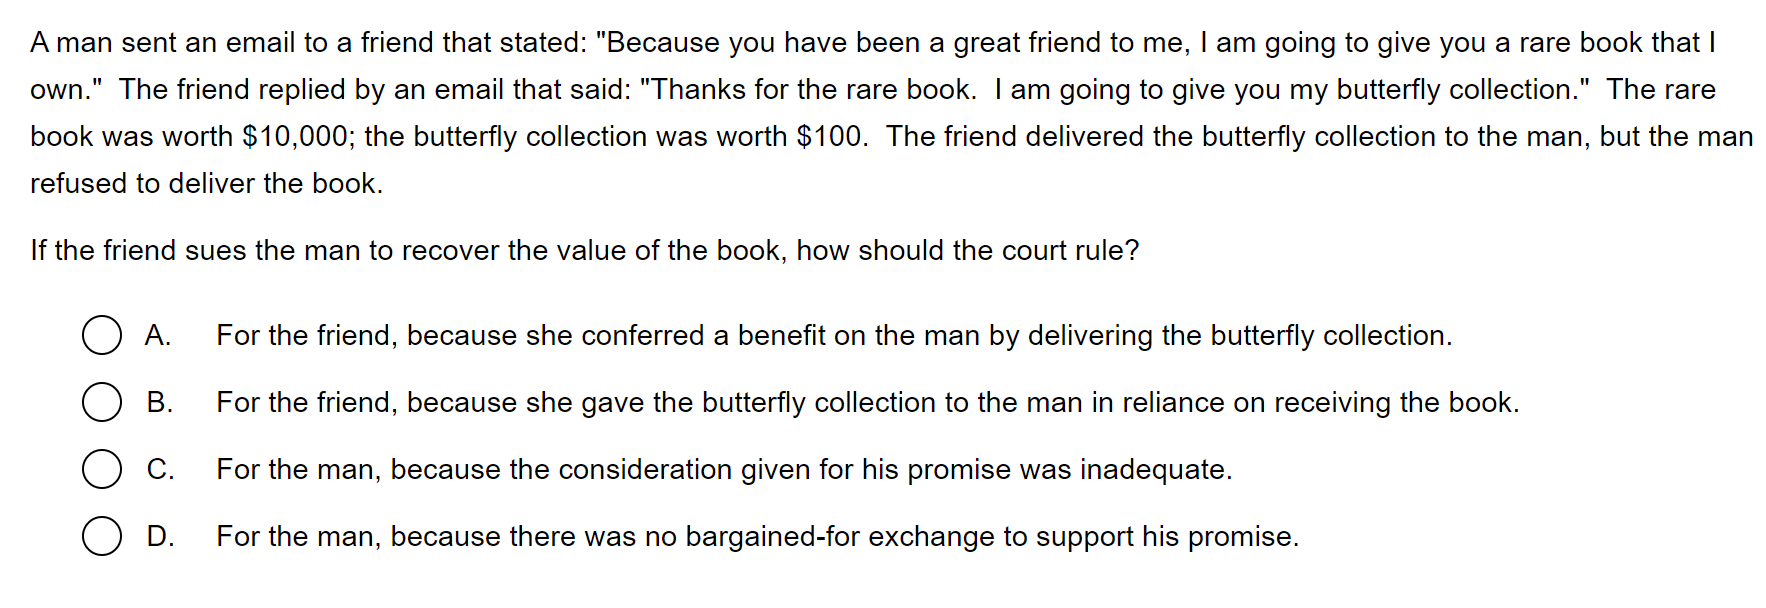 A man sent an email to a friend that stated: "Because you have been a great friend to me, I am going to give you a rare book that I
own."  The friend replied by an email that said: "Thanks for the rare book.  I am going to give you my butterfly collection."  The rare
book was worth $10,000; the butterfly collection was worth $100.  The friend delivered the butterfly collection to the man, but the man
refused to deliver the book.
If the friend sues the man to recover the value of the book, how should the court rule?
A. For the friend, because she conferred a benefit on the man by delivering the butterfly collection.
B. For the friend, because she gave the butterfly collection to the man in reliance on receiving the book.
C. For the man, because the consideration given for his promise was inadequate.
D. For the man, because there was no bargained-for exchange to support his promise.